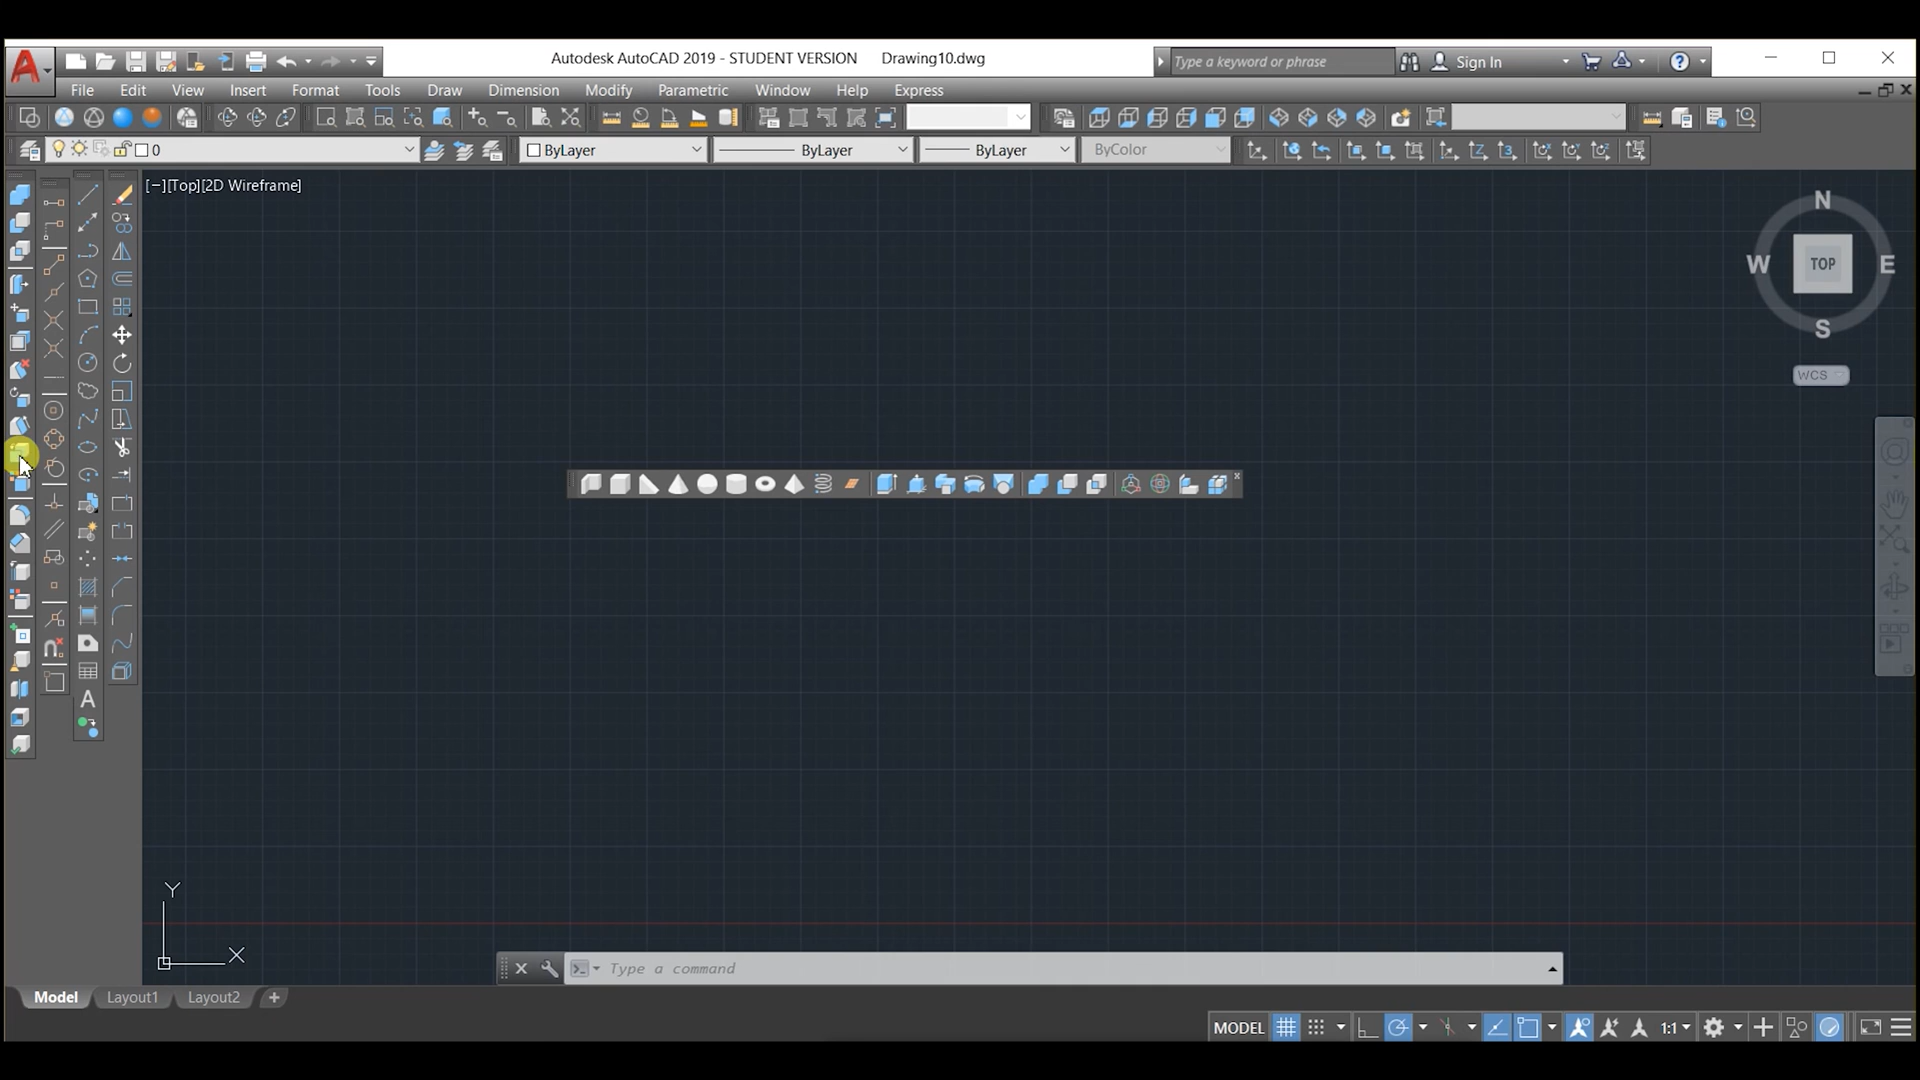 Autodesk AutoCAD 2019 - STUDENT VERSION Drawing10.dwg
Type a keyword or phrase
Sign In
File Edit View Insert Format Tools Draw Dimension Modify Parametric Window Help Express
0 ByLayer ByLayer ByLayer ByColor
[−][Top][2D Wireframe]
N
W TOP E
S
WCS
Y
X
Type a command
Model Layout1 Layout2
MODEL 1:1